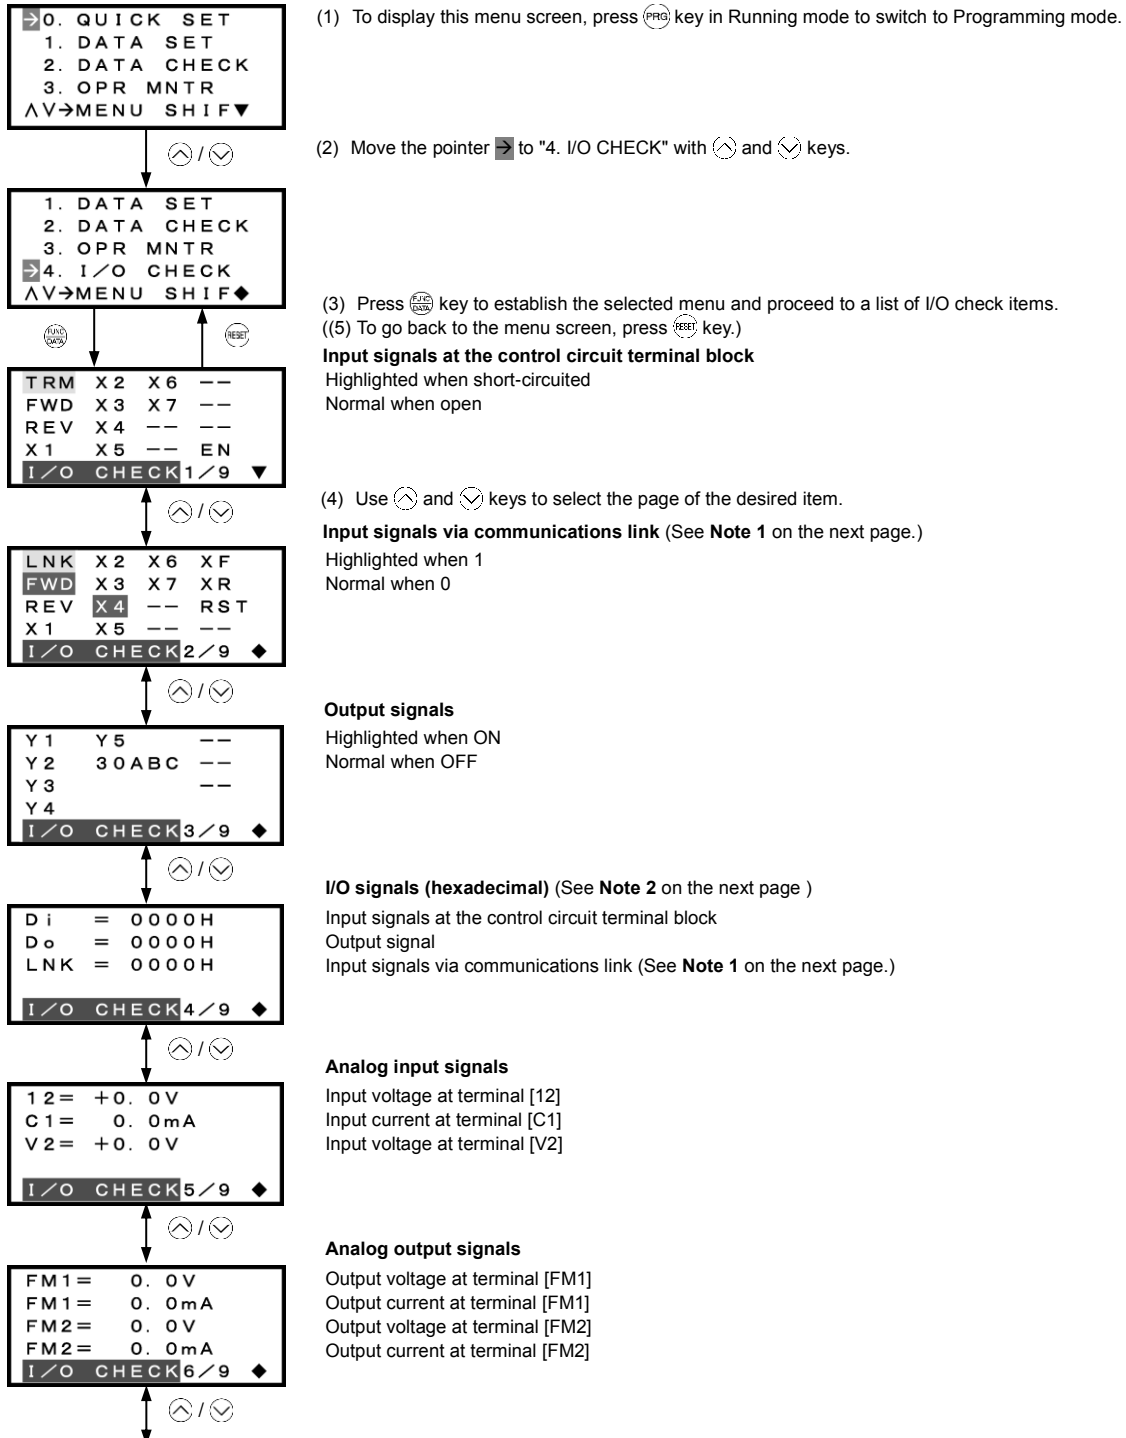 →0. QUICK SET
1. DATA SET
2. DATA CHECK
3. OPR MNTR
∧∨→MENU SHIF▼
(1) To display this menu screen, press PRG key in Running mode to switch to Programming mode.
∧ / ∨
(2) Move the pointer → to "4. I/O CHECK" with ∧ and ∨ keys.
1. DATA SET
2. DATA CHECK
3. OPR MNTR
→4. I/O CHECK
∧∨→MENU SHIF◆
FUNC DATA
RESET
(3) Press FUNC DATA key to establish the selected menu and proceed to a list of I/O check items.
((5) To go back to the menu screen, press RESET key.)
Input signals at the control circuit terminal block
Highlighted when short-circuited
Normal when open
TRM X2 X6 −−
FWD X3 X7 −−
REV X4 −− −−
X1 X5 −− EN
I/O CHECK 1/9 ▼
∧ / ∨
(4) Use ∧ and ∨ keys to select the page of the desired item.
Input signals via communications link (See Note 1 on the next page.)
Highlighted when 1
Normal when 0
LNK X2 X6 XF
FWD X3 X7 XR
REV X4 −− RST
X1 X5 −− −−
I/O CHECK 2/9 ◆
∧ / ∨
Output signals
Highlighted when ON
Normal when OFF
Y1 Y5 −−
Y2 30ABC −−
Y3 −−
Y4
I/O CHECK 3/9 ◆
∧ / ∨
I/O signals (hexadecimal) (See Note 2 on the next page )
Di = 0000H
Do = 0000H
LNK = 0000H
I/O CHECK 4/9 ◆
Input signals at the control circuit terminal block
Output signal
Input signals via communications link (See Note 1 on the next page.)
∧ / ∨
Analog input signals
12= +0. 0V
C1= 0. 0mA
V2= +0. 0V
I/O CHECK 5/9 ◆
Input voltage at terminal [12]
Input current at terminal [C1]
Input voltage at terminal [V2]
∧ / ∨
Analog output signals
FM1= 0. 0V
FM1= 0. 0mA
FM2= 0. 0V
FM2= 0. 0mA
I/O CHECK 6/9 ◆
Output voltage at terminal [FM1]
Output current at terminal [FM1]
Output voltage at terminal [FM2]
Output current at terminal [FM2]
∧ / ∨